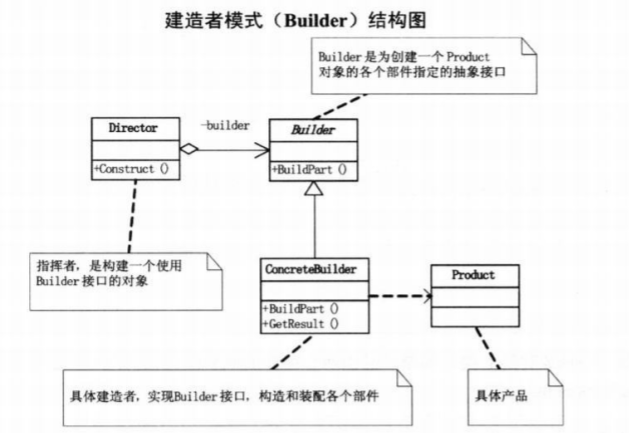 建造者模式（Builder）结构图
Builder是为创建一个Product
对象的各个部件指定的抽象接口
Director
-builder
Builder
+Construct ()
+BuildPart ()
指挥者，是构建一个使用
Builder接口的对象
ConcreteBuilder
Product
+BuildPart ()
+GetResult ()
具体建造者，实现Builder接口，构造和装配各个部件
具体产品